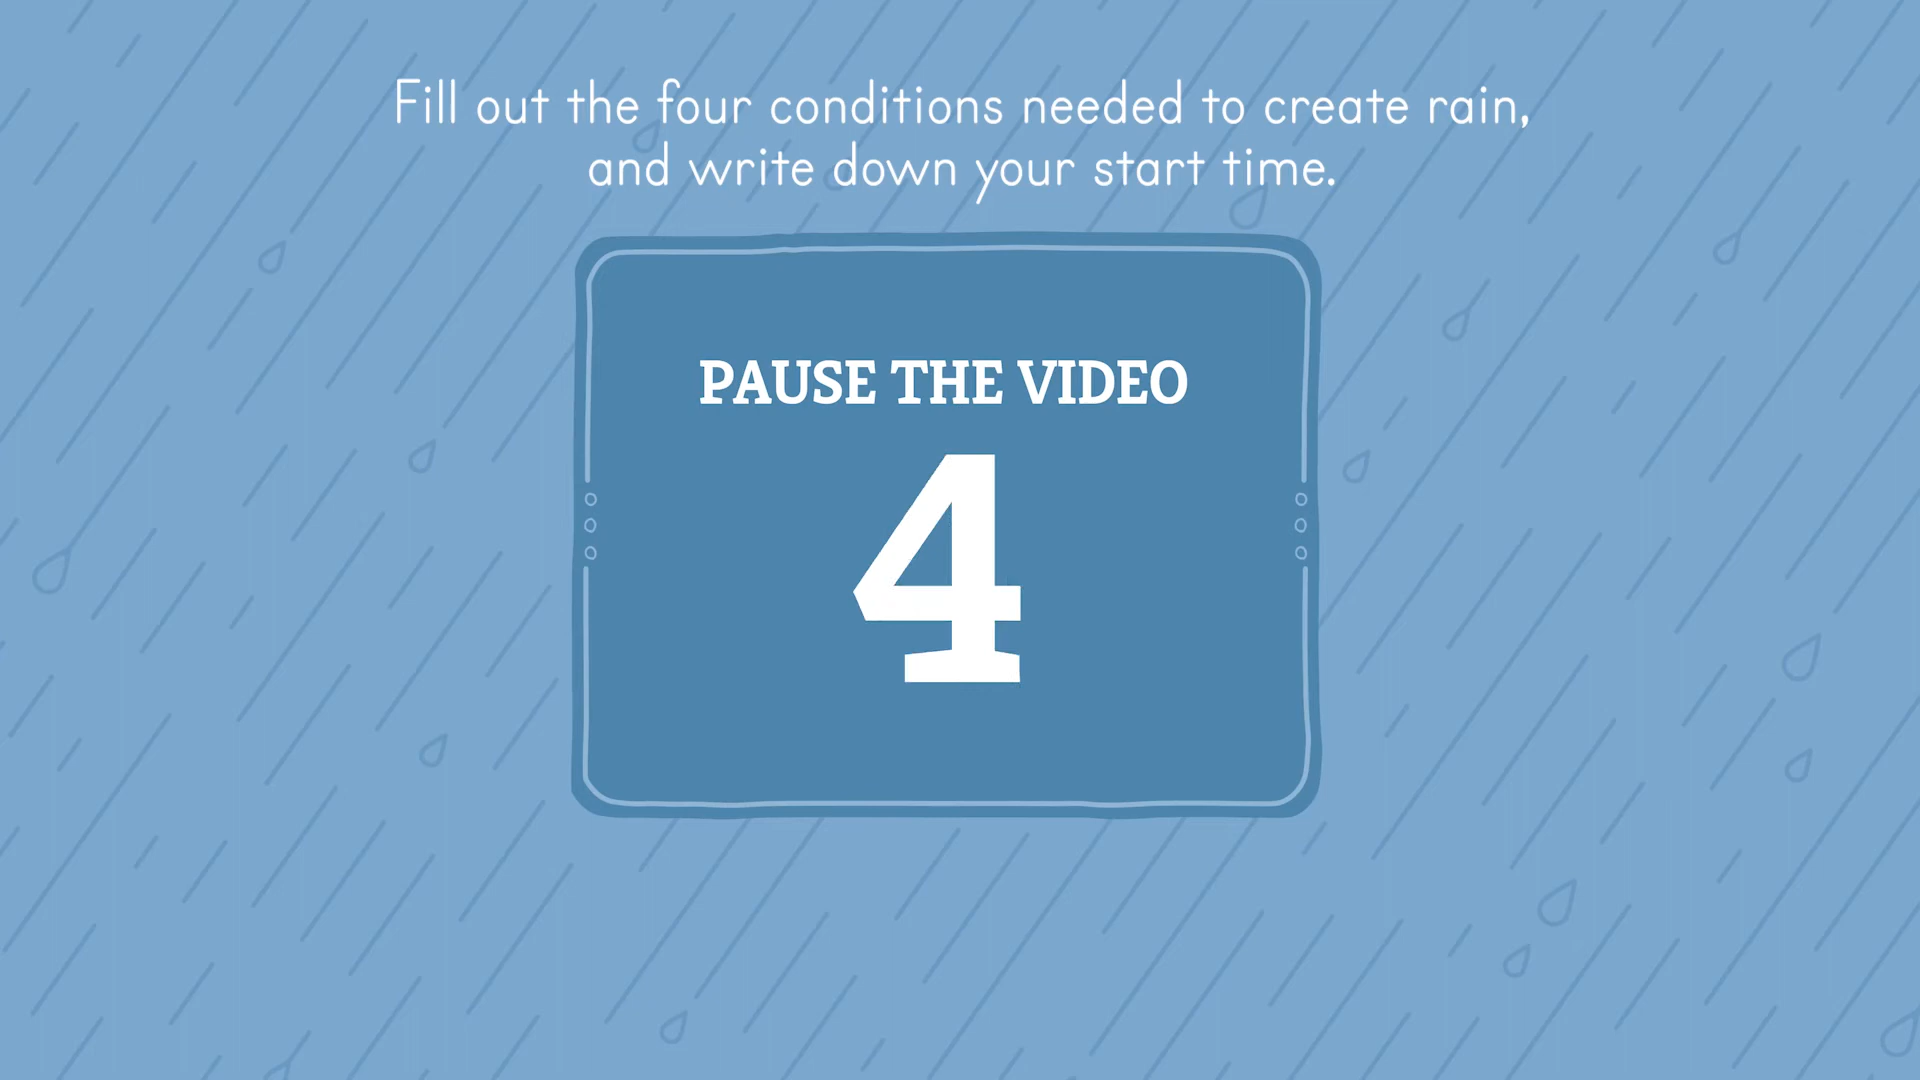 Fill out the four conditions needed to create rain,
and write down your start time.
PAUSE THE VIDEO
4